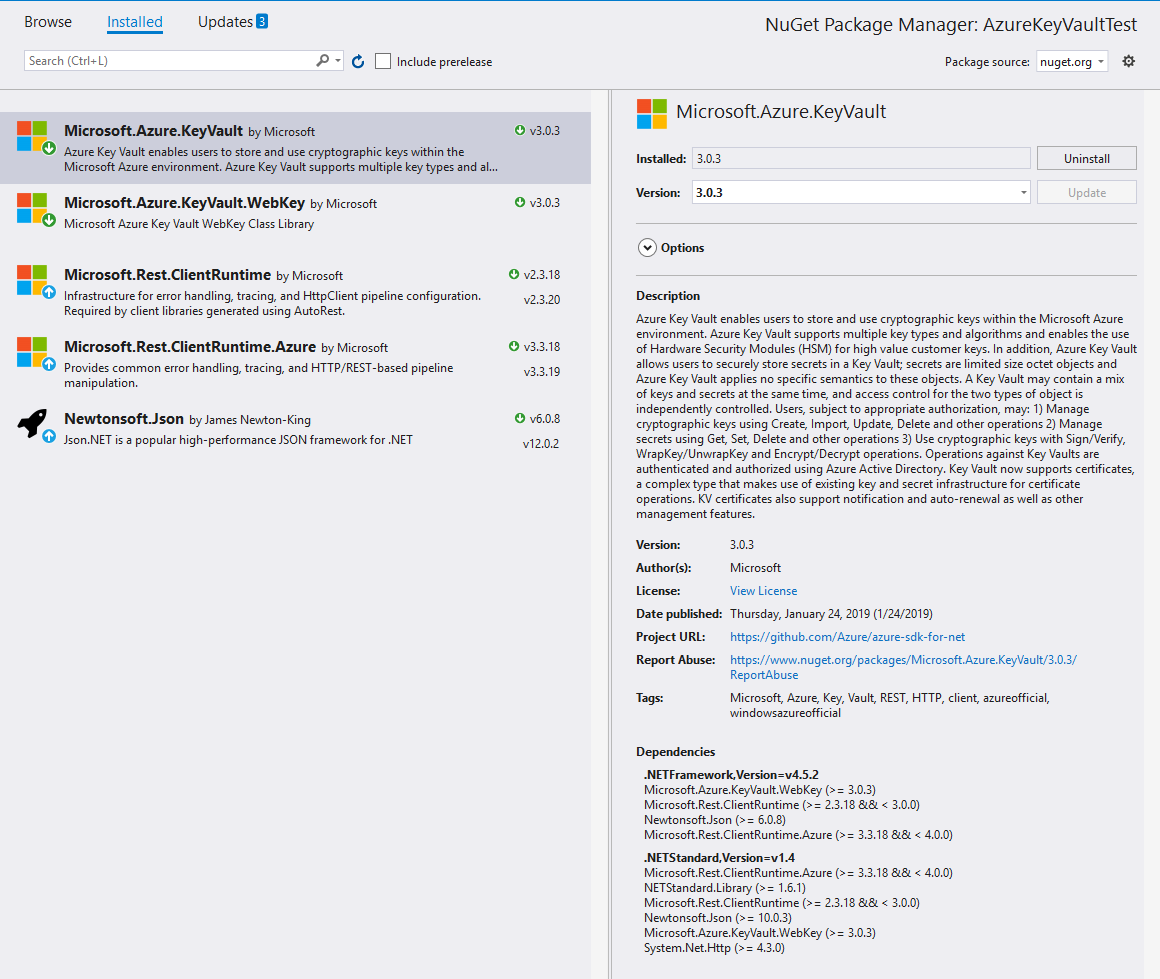 Browse Installed Updates 3
NuGet Package Manager: AzureKeyVaultTest
Search (Ctrl+L) Include prerelease
Package source: nuget.org
Microsoft.Azure.KeyVault by Microsoft v3.0.3
Azure Key Vault enables users to store and use cryptographic keys within the
Microsoft Azure environment. Azure Key Vault supports multiple key types and al...
Microsoft.Azure.KeyVault.WebKey by Microsoft v3.0.3
Microsoft Azure Key Vault WebKey Class Library
Microsoft.Rest.ClientRuntime by Microsoft v2.3.18
Infrastructure for error handling, tracing, and HttpClient pipeline configuration. v2.3.20
Required by client libraries generated using AutoRest.
Microsoft.Rest.ClientRuntime.Azure by Microsoft v3.3.18
Provides common error handling, tracing, and HTTP/REST-based pipeline v3.3.19
manipulation.
Newtonsoft.Json by James Newton-King v6.0.8
Json.NET is a popular high-performance JSON framework for .NET v12.0.2
Microsoft.Azure.KeyVault
Installed: 3.0.3 Uninstall
Version: 3.0.3 Update
Options
Description
Azure Key Vault enables users to store and use cryptographic keys within the Microsoft Azure
environment. Azure Key Vault supports multiple key types and algorithms and enables the use
of Hardware Security Modules (HSM) for high value customer keys. In addition, Azure Key Vault
allows users to securely store secrets in a Key Vault; secrets are limited size octet objects and
Azure Key Vault applies no specific semantics to these objects. A Key Vault may contain a mix
of keys and secrets at the same time, and access control for the two types of object is
independently controlled. Users, subject to appropriate authorization, may: 1) Manage
cryptographic keys using Create, Import, Update, Delete and other operations 2) Manage
secrets using Get, Set, Delete and other operations 3) Use cryptographic keys with Sign/Verify,
WrapKey/UnwrapKey and Encrypt/Decrypt operations. Operations against Key Vaults are
authenticated and authorized using Azure Active Directory. Key Vault now supports certificates,
a complex type that makes use of existing key and secret infrastructure for certificate
operations. KV certificates also support notification and auto-renewal as well as other
management features.
Version: 3.0.3
Author(s): Microsoft
License: View License
Date published: Thursday, January 24, 2019 (1/24/2019)
Project URL: https://github.com/Azure/azure-sdk-for-net
Report Abuse: https://www.nuget.org/packages/Microsoft.Azure.KeyVault/3.0.3/
ReportAbuse
Tags: Microsoft, Azure, Key, Vault, REST, HTTP, client, azureofficial,
windowsazureofficial
Dependencies
.NETFramework,Version=v4.5.2
Microsoft.Azure.KeyVault.WebKey (>= 3.0.3)
Microsoft.Rest.ClientRuntime (>= 2.3.18 && < 3.0.0)
Newtonsoft.Json (>= 6.0.8)
Microsoft.Rest.ClientRuntime.Azure (>= 3.3.18 && < 4.0.0)
.NETStandard,Version=v1.4
Microsoft.Rest.ClientRuntime.Azure (>= 3.3.18 && < 4.0.0)
NETStandard.Library (>= 1.6.1)
Microsoft.Rest.ClientRuntime (>= 2.3.18 && < 3.0.0)
Newtonsoft.Json (>= 10.0.3)
Microsoft.Azure.KeyVault.WebKey (>= 3.0.3)
System.Net.Http (>= 4.3.0)